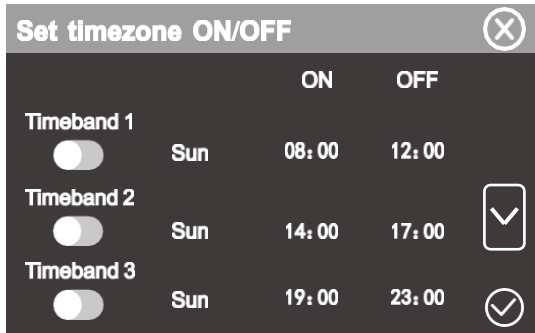 Set timezone ON/OFF
ON OFF
Timeband 1
Sun 08:00 12:00
Timeband 2
Sun 14:00 17:00
Timeband 3
Sun 19:00 23:00